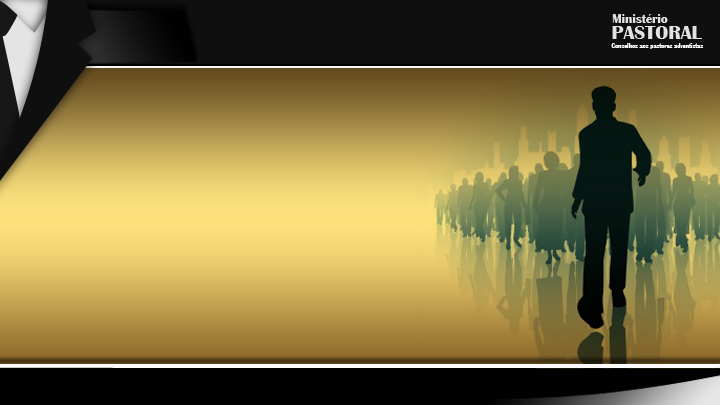 Ministério
PASTORAL
Conselhos aos pastores adventistas